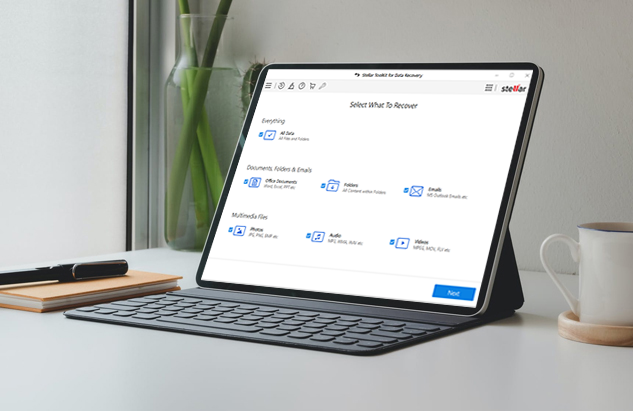 Stellar Toolkit for Data Recovery
stellar
Select What To Recover
Everything
All Data
All Files and Folders
Documents, Folders & Emails
Office Documents
Word, Excel, PPT etc
Folders
All Content within Folders
Emails
MS Outlook Emails etc
Multimedia Files
Photos
JPG, PNG, BMP etc
Audio
MP3, WMA, WAV etc
Videos
MPEG, MOV, FLV etc
Next